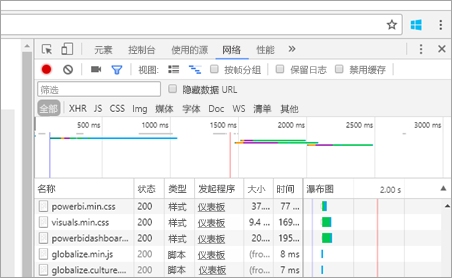 元素 控制台 使用的源 网络 性能 »
视图: 按帧分组 保留日志 禁用缓存
筛选 隐藏数据 URL
全部 XHR JS CSS Img 媒体 字体 Doc WS 清单 其他
500 ms 1000 ms 1500 ms 2000 ms 2500 ms 3000 ms
名称 状态 类型 发起程序 大小 时间 瀑布图 2.00 s
powerbi.min.css 200 样式 仪表板 37.... 77 ...
visuals.min.css 200 样式 仪表板 9.4 ... 169...
powerbidashboar... 200 样式 仪表板 20.... 195...
globalize.min.js 200 脚本 仪表板 (fro... 8 ms
globalize.culture... 200 脚本 仪表板 (fro... 7 ms